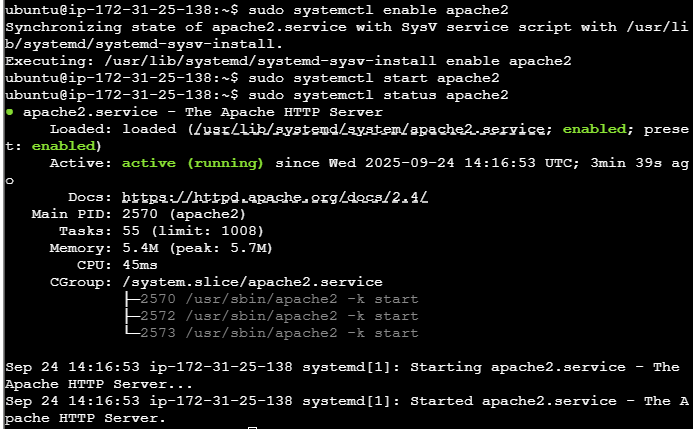 ubuntu@ip-172-31-25-138:~$ sudo systemctl enable apache2
Synchronizing state of apache2.service with SysV service script with /usr/li
b/systemd/systemd-sysv-install.
Executing: /usr/lib/systemd/systemd-sysv-install enable apache2
ubuntu@ip-172-31-25-138:~$ sudo systemctl start apache2
ubuntu@ip-172-31-25-138:~$ sudo systemctl status apache2
● apache2.service - The Apache HTTP Server
     Loaded: loaded (/usr/lib/systemd/system/apache2.service; enabled; prese
t: enabled)
     Active: active (running) since Wed 2025-09-24 14:16:53 UTC; 3min 39s ag
o
       Docs: https://httpd.apache.org/docs/2.4/
   Main PID: 2570 (apache2)
      Tasks: 55 (limit: 1008)
     Memory: 5.4M (peak: 5.7M)
        CPU: 45ms
     CGroup: /system.slice/apache2.service
             ├─2570 /usr/sbin/apache2 -k start
             ├─2572 /usr/sbin/apache2 -k start
             └─2573 /usr/sbin/apache2 -k start

Sep 24 14:16:53 ip-172-31-25-138 systemd[1]: Starting apache2.service - The
Apache HTTP Server...
Sep 24 14:16:53 ip-172-31-25-138 systemd[1]: Started apache2.service - The A
pache HTTP Server.